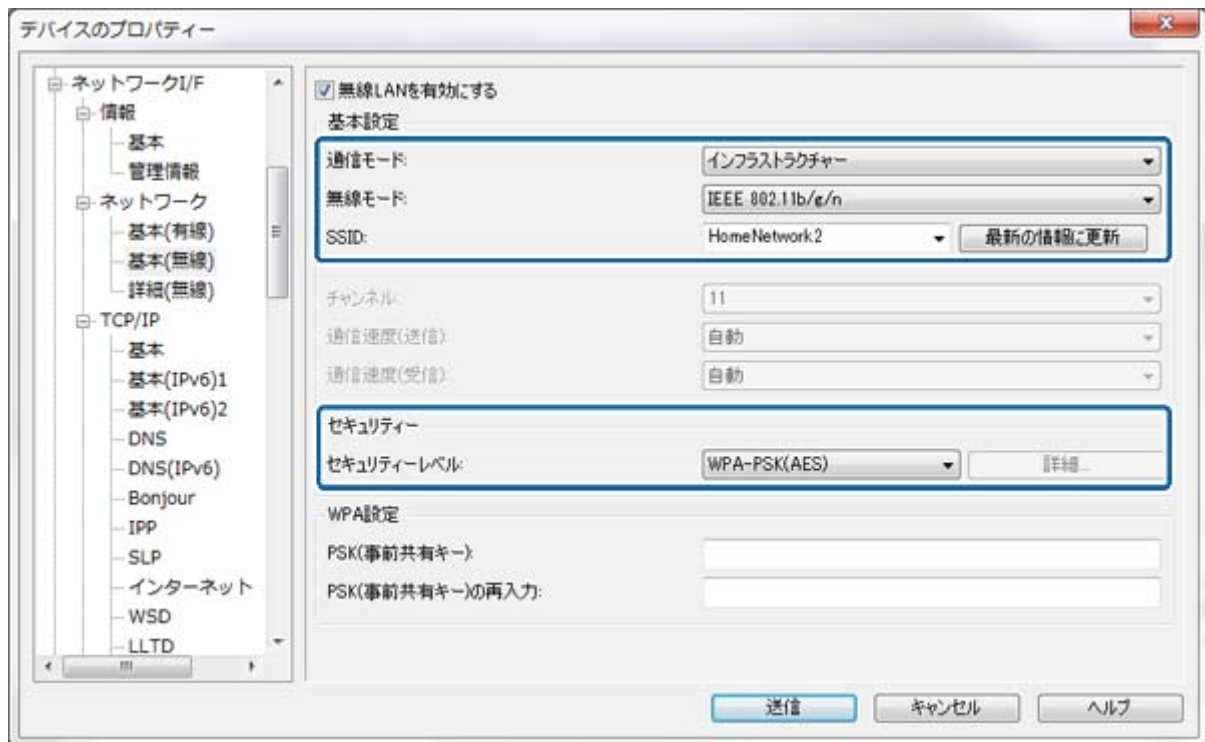 デバイスのプロパティー
ネットワークI/F
情報
基本
管理情報
ネットワーク
基本(有線)
基本(無線)
詳細(無線)
TCP/IP
基本
基本(IPv6)1
基本(IPv6)2
DNS
DNS(IPv6)
Bonjour
IPP
SLP
インターネット
WSD
LLTD
無線LANを有効にする
基本設定
通信モード: インフラストラクチャー
無線モード: IEEE 802.11b/g/n
SSID: HomeNetwork2 最新の情報に更新
チャンネル: 11
通信速度(送信): 自動
通信速度(受信): 自動
セキュリティー
セキュリティーレベル: WPA-PSK(AES) 詳細...
WPA設定
PSK(事前共有キー):
PSK(事前共有キー)の再入力:
送信 キャンセル ヘルプ